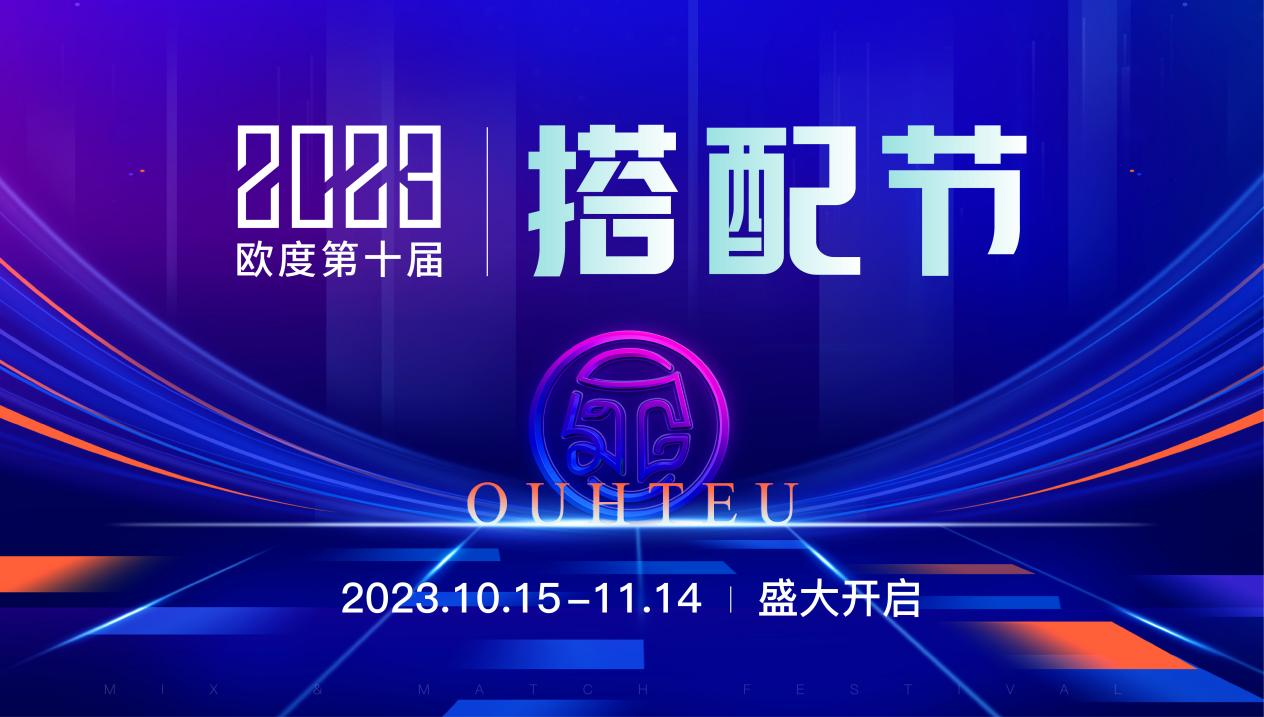 2023
欧度第十届
搭配节
OUHTEU
2023.10.15-11.14 | 盛大开启
MIX & MATCH FESTIVAL